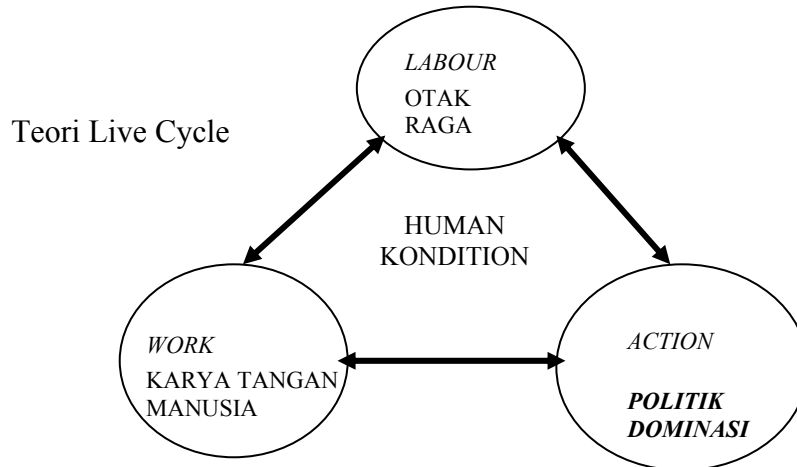 LABOUR
OTAK
RAGA
Teori Live Cycle
HUMAN
KONDITION
WORK
KARYA TANGAN
MANUSIA
ACTION
POLITIK
DOMINASI